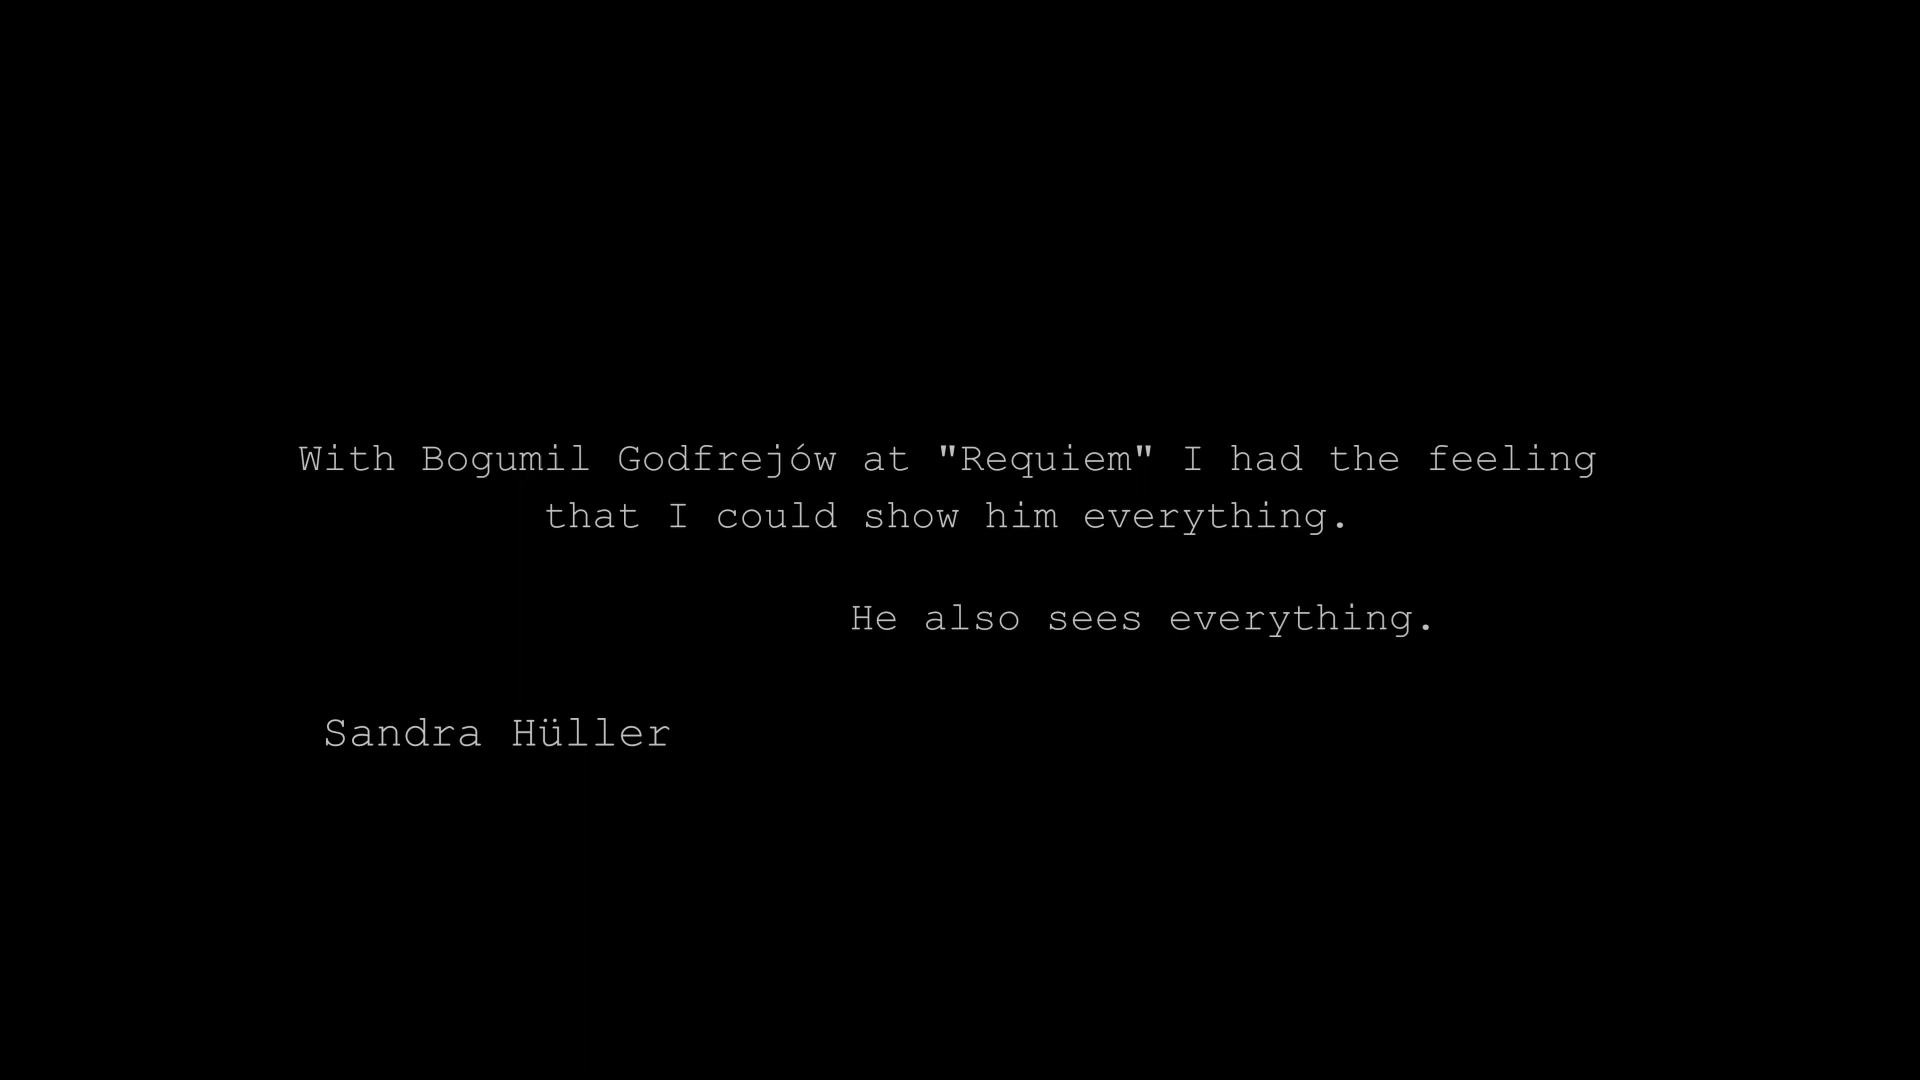 With Bogumil Godfrejów at "Requiem" I had the feeling
that I could show him everything.
He also sees everything.
Sandra Hüller